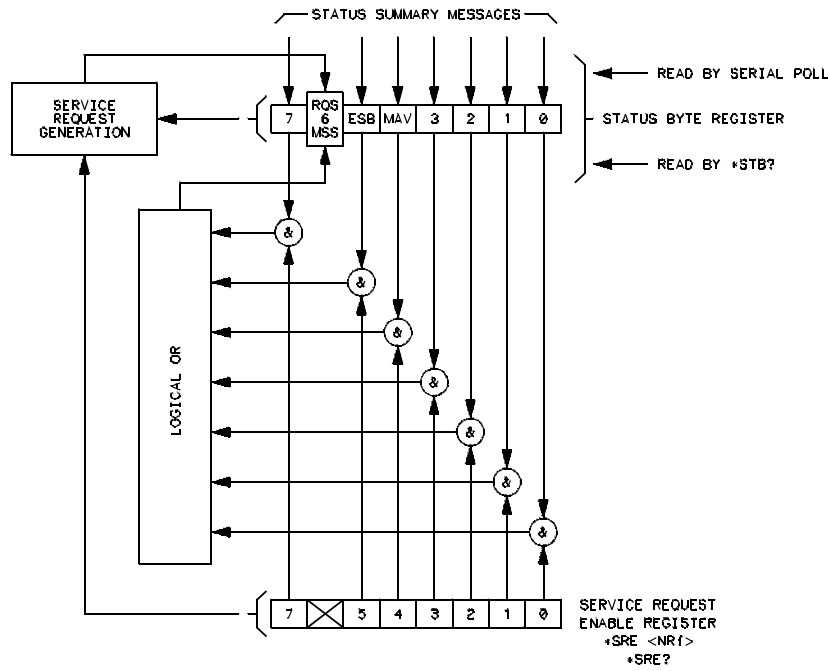 STATUS SUMMARY MESSAGES
READ BY SERIAL POLL
SERVICE
REQUEST
GENERATION
7
RQS
6
MSS
ESB
MAV
3
2
1
0
STATUS BYTE REGISTER
READ BY *STB?
&
&
&
&
&
&
&
LOGICAL OR
7
5
4
3
2
1
0
SERVICE REQUEST
ENABLE REGISTER
*SRE <NRf>
*SRE?